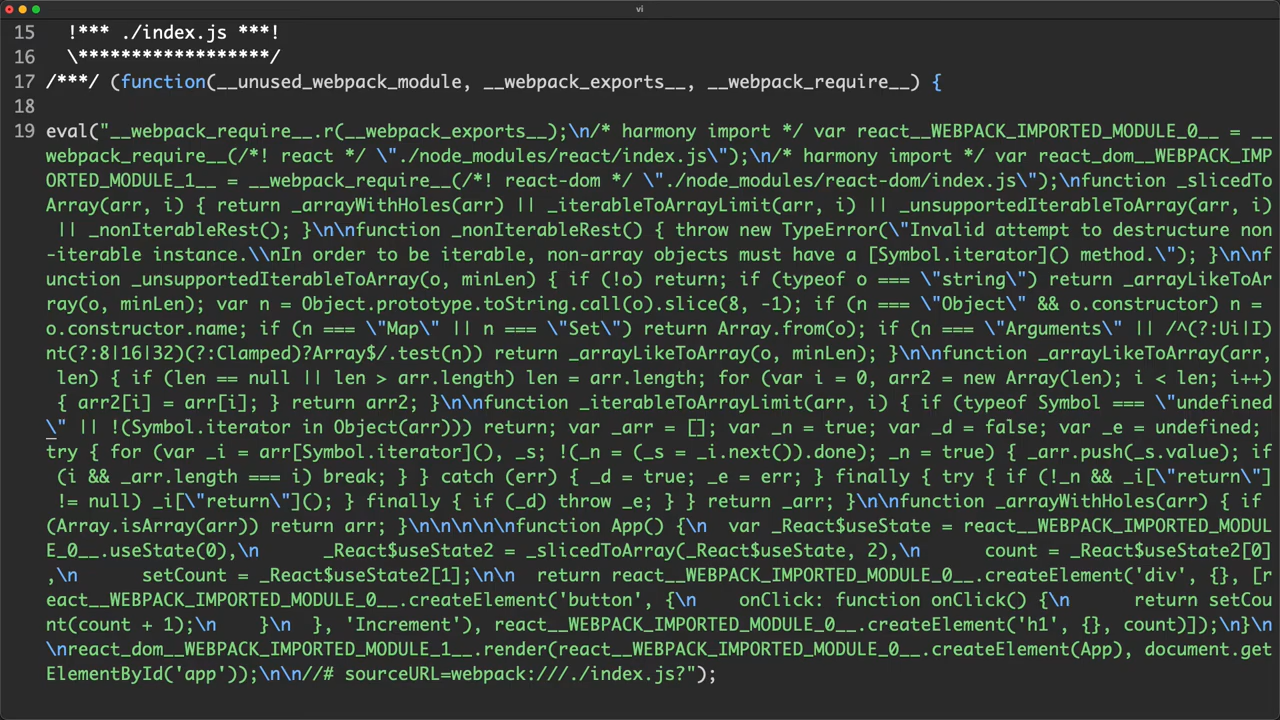 vi
15   !*** ./index.js ***!
16   \******************/
17 /***/ (function(__unused_webpack_module, __webpack_exports__, __webpack_require__) {
18
19 eval("__webpack_require__.r(__webpack_exports__);\n/* harmony import */ var react__WEBPACK_IMPORTED_MODULE_0__ = __
webpack_require__(/*! react */ \"./node_modules/react/index.js\");\n/* harmony import */ var react_dom__WEBPACK_IMP
ORTED_MODULE_1__ = __webpack_require__(/*! react-dom */ \"./node_modules/react-dom/index.js\");\nfunction _slicedTo
Array(arr, i) { return _arrayWithHoles(arr) || _iterableToArrayLimit(arr, i) || _unsupportedIterableToArray(arr, i)
 || _nonIterableRest(); }\n\nfunction _nonIterableRest() { throw new TypeError(\"Invalid attempt to destructure non
-iterable instance.\\nIn order to be iterable, non-array objects must have a [Symbol.iterator]() method.\"); }\n\nf
unction _unsupportedIterableToArray(o, minLen) { if (!o) return; if (typeof o === \"string\") return _arrayLikeToAr
ray(o, minLen); var n = Object.prototype.toString.call(o).slice(8, -1); if (n === \"Object\" && o.constructor) n =
o.constructor.name; if (n === \"Map\" || n === \"Set\") return Array.from(o); if (n === \"Arguments\" || /^(?:Ui|I)
nt(?:8|16|32)(?:Clamped)?Array$/.test(n)) return _arrayLikeToArray(o, minLen); }\n\nfunction _arrayLikeToArray(arr,
 len) { if (len == null || len > arr.length) len = arr.length; for (var i = 0, arr2 = new Array(len); i < len; i++)
 { arr2[i] = arr[i]; } return arr2; }\n\nfunction _iterableToArrayLimit(arr, i) { if (typeof Symbol === \"undefined
\" || !(Symbol.iterator in Object(arr))) return; var _arr = []; var _n = true; var _d = false; var _e = undefined;
try { for (var _i = arr[Symbol.iterator](), _s; !(_n = (_s = _i.next()).done); _n = true) { _arr.push(_s.value); if
 (i && _arr.length === i) break; } } catch (err) { _d = true; _e = err; } finally { try { if (!_n && _i[\"return\"]
 != null) _i[\"return\"](); } finally { if (_d) throw _e; } } return _arr; }\n\nfunction _arrayWithHoles(arr) { if
(Array.isArray(arr)) return arr; }\n\n\n\n\nfunction App() {\n  var _React$useState = react__WEBPACK_IMPORTED_MODUL
E_0__.useState(0),\n      _React$useState2 = _slicedToArray(_React$useState, 2),\n      count = _React$useState2[0]
,\n      setCount = _React$useState2[1];\n\n  return react__WEBPACK_IMPORTED_MODULE_0__.createElement('div', {}, [r
eact__WEBPACK_IMPORTED_MODULE_0__.createElement('button', {\n    onClick: function onClick() {\n      return setCou
nt(count + 1);\n    }\n  }, 'Increment'), react__WEBPACK_IMPORTED_MODULE_0__.createElement('h1', {}, count)]);\n}\n
\nreact_dom__WEBPACK_IMPORTED_MODULE_1__.render(react__WEBPACK_IMPORTED_MODULE_0__.createElement(App), document.get
ElementById('app'));\n\n//# sourceURL=webpack:///./index.js?");